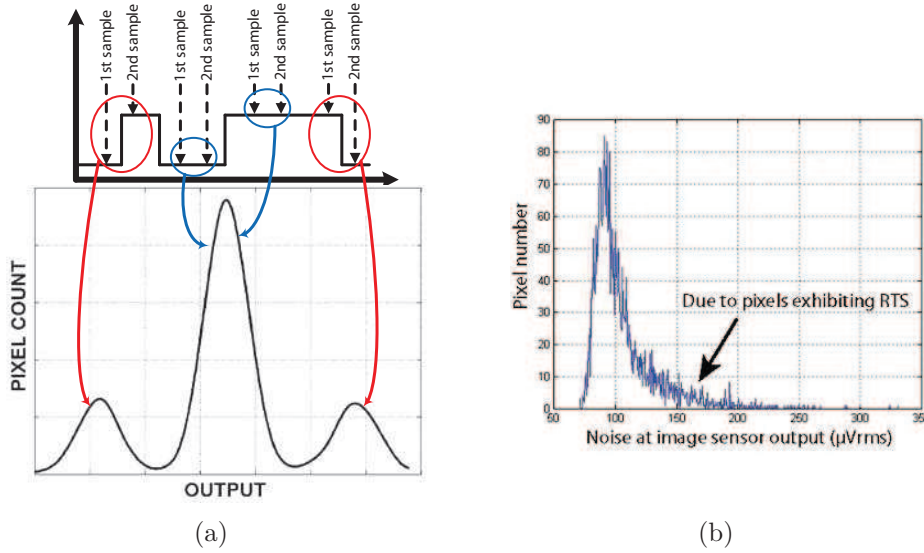 1st sample
2nd sample
1st sample
2nd sample
1st sample
2nd sample
1st sample
2nd sample
PIXEL COUNT
OUTPUT
(a)
90
80
70
60
50
40
30
20
10
0
Pixel number
Due to pixels exhibiting RTS
50 100 150 200 250 300 35
Noise at image sensor output (µVrms)
(b)